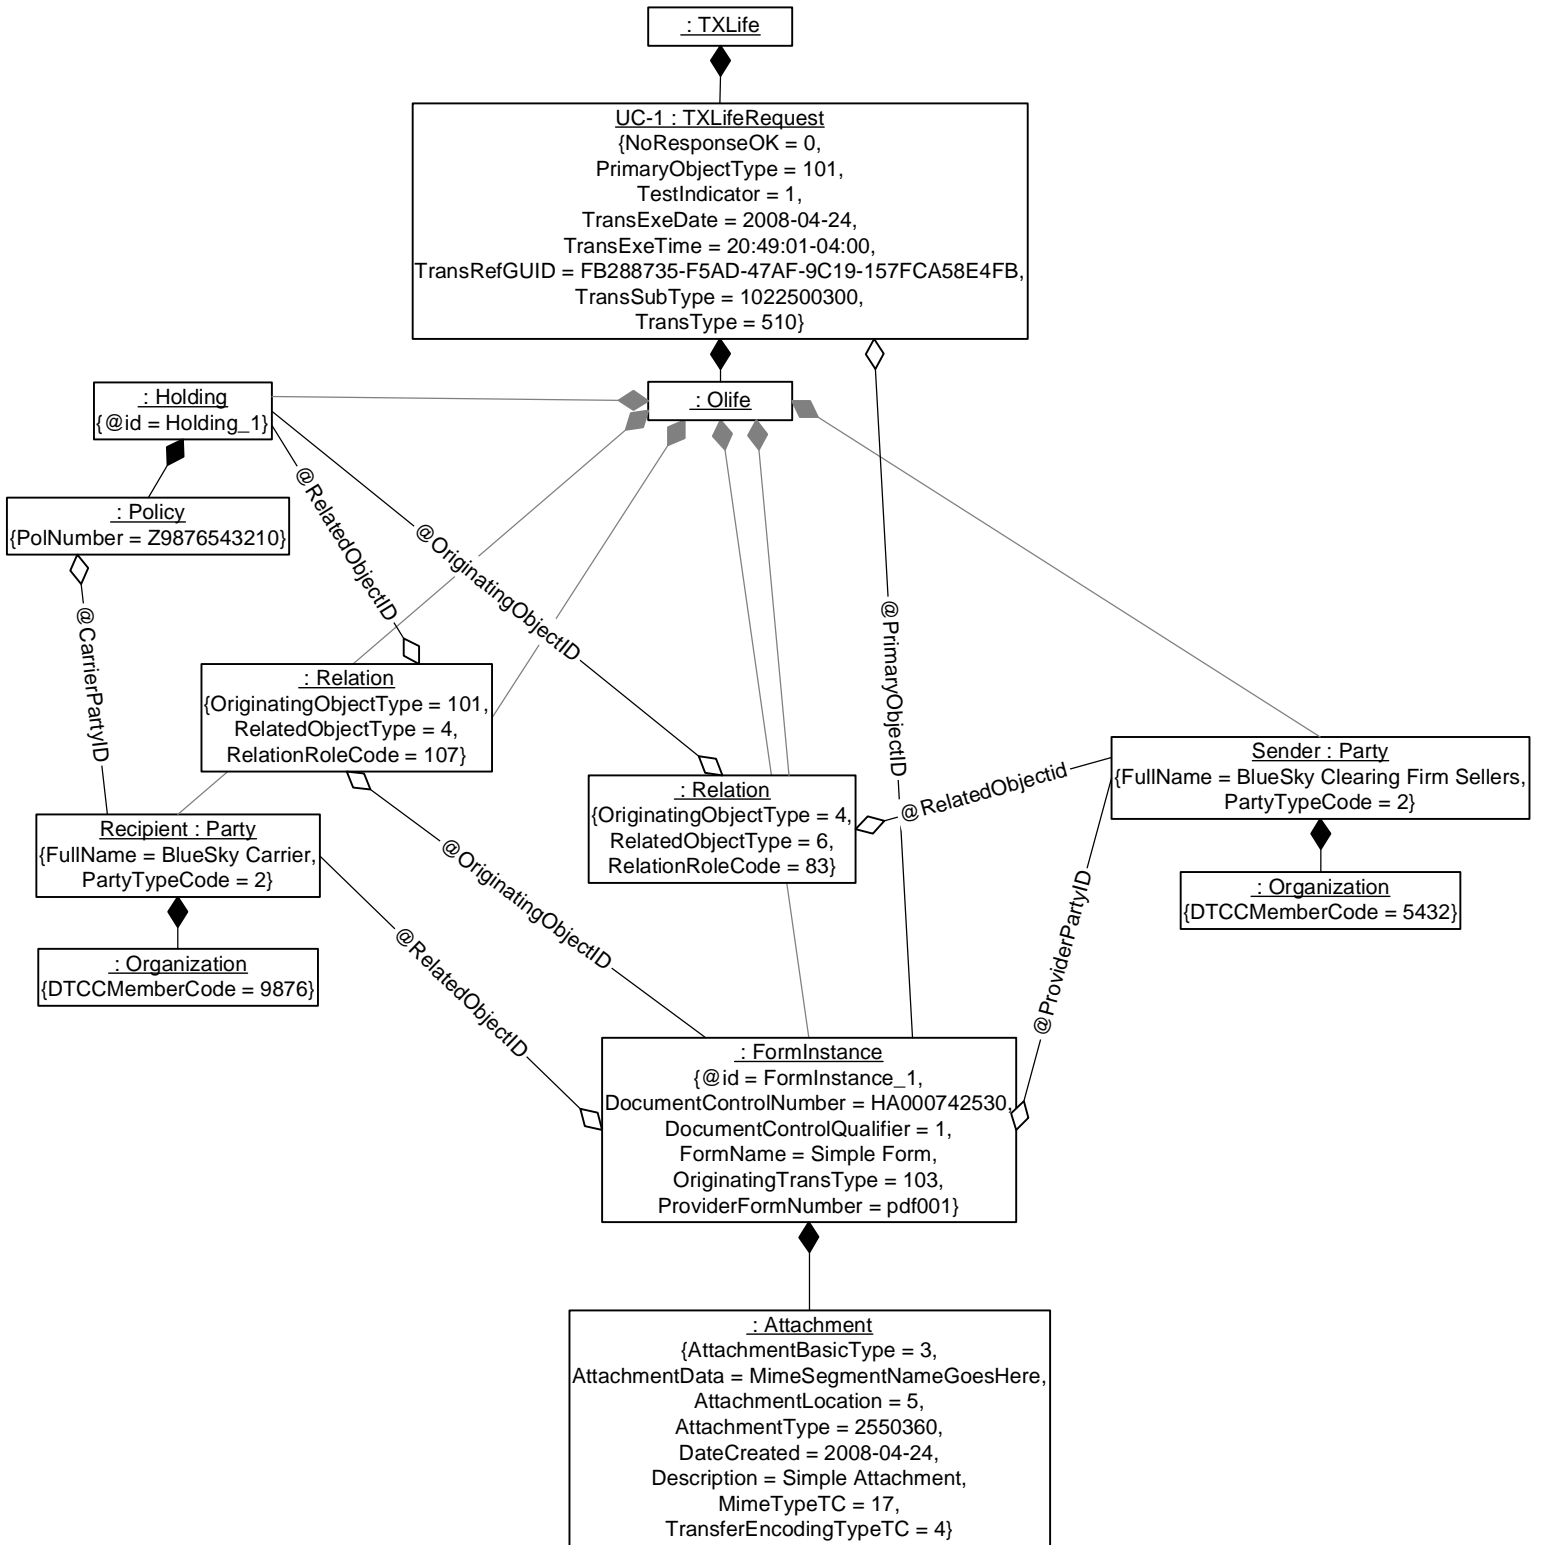 : TXLife
UC-1 : TXLifeRequest
{NoResponseOK = 0,
PrimaryObjectType = 101,
TestIndicator = 1,
TransExeDate = 2008-04-24,
TransExeTime = 20:49:01-04:00,
TransRefGUID = FB288735-F5AD-47AF-9C19-157FCA58E4FB,
TransSubType = 1022500300,
TransType = 510}
: Holding
{@id = Holding_1}
: Olife
: Policy
{PolNumber = Z9876543210}
@RelatedObjectID
@OriginatingObjectID
@CarrierPartyID
@PrimaryObjectID
: Relation
{OriginatingObjectType = 101,
RelatedObjectType = 4,
RelationRoleCode = 107}
: Relation
{OriginatingObjectType = 4,
RelatedObjectType = 6,
RelationRoleCode = 83}
@RelatedObjectid
Sender : Party
{FullName = BlueSky Clearing Firm Sellers,
PartyTypeCode = 2}
Recipient : Party
{FullName = BlueSky Carrier,
PartyTypeCode = 2}
@OriginatingObjectID
: Organization
{DTCCMemberCode = 5432}
@RelatedObjectID
@ProviderPartyID
: Organization
{DTCCMemberCode = 9876}
: FormInstance
{@id = FormInstance_1,
DocumentControlNumber = HA000742530,
DocumentControlQualifier = 1,
FormName = Simple Form,
OriginatingTransType = 103,
ProviderFormNumber = pdf001}
: Attachment
{AttachmentBasicType = 3,
AttachmentData = MimeSegmentNameGoesHere,
AttachmentLocation = 5,
AttachmentType = 2550360,
DateCreated = 2008-04-24,
Description = Simple Attachment,
MimeTypeTC = 17,
TransferEncodingTypeTC = 4}